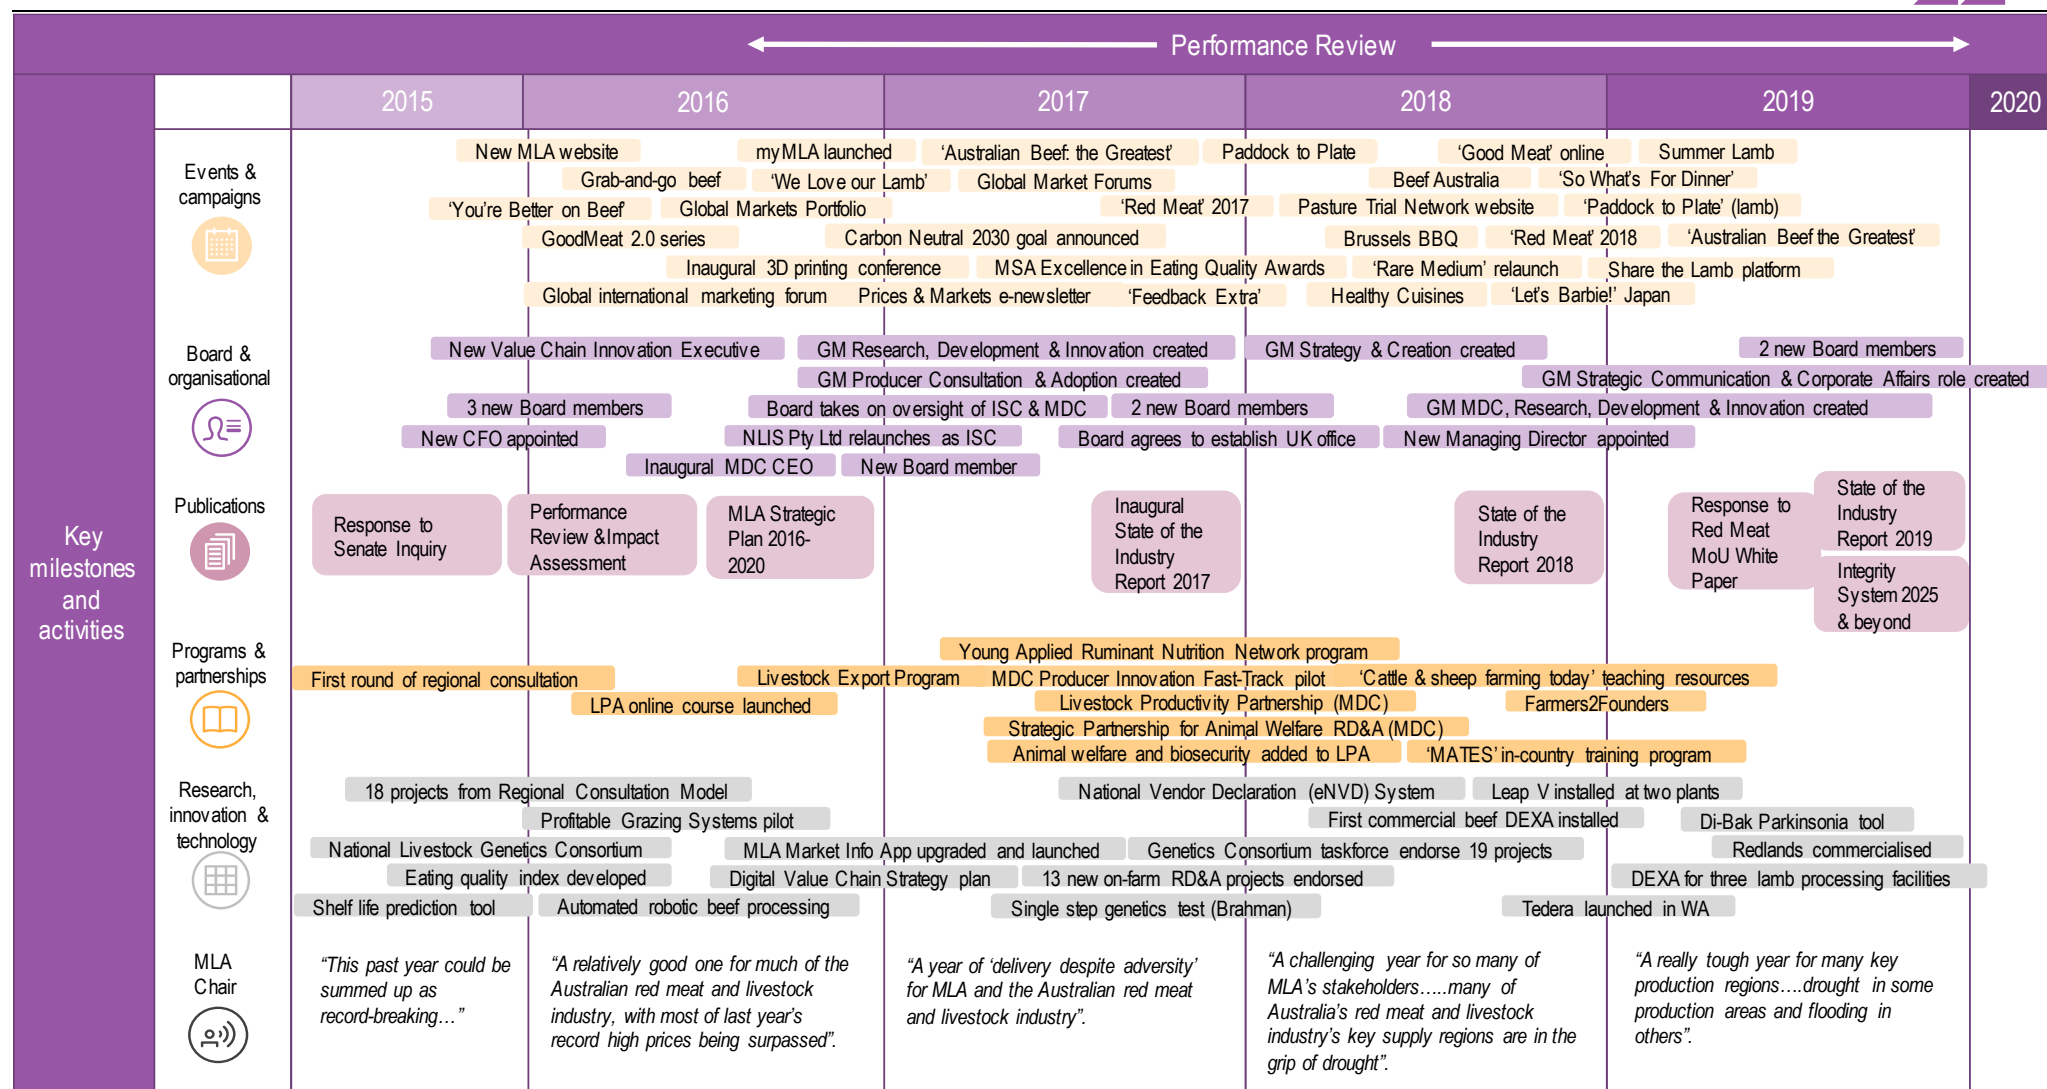 Performance Review
2015
2016
2017
2018
2019
2020
Key
milestones
and
activities
Events &
campaigns
New MLA website
myMLA launched
‘Australian Beef: the Greatest’
Paddock to Plate
‘Good Meat’ online
Summer Lamb
Grab-and-go beef
‘We Love our Lamb’
Global Market Forums
Beef Australia
‘So What’s For Dinner’
‘You’re Better on Beef’
Global Markets Portfolio
‘Red Meat’ 2017
Pasture Trial Network website
‘Paddock to Plate’ (lamb)
GoodMeat 2.0 series
Carbon Neutral 2030 goal announced
Brussels BBQ
‘Red Meat’ 2018
‘Australian Beef the Greatest’
Inaugural 3D printing conference
MSA Excellence in Eating Quality Awards
‘Rare Medium’ relaunch
Share the Lamb platform
Global international marketing forum
Prices & Markets e-newsletter
‘Feedback Extra’
Healthy Cuisines
‘Let’s Barbie!’ Japan
Board &
organisational
New Value Chain Innovation Executive
GM Research, Development & Innovation created
GM Strategy & Creation created
2 new Board members
GM Producer Consultation & Adoption created
GM Strategic Communication & Corporate Affairs role created
3 new Board members
Board takes on oversight of ISC & MDC
2 new Board members
GM MDC, Research, Development & Innovation created
New CFO appointed
NLIS Pty Ltd relaunches as ISC
Board agrees to establish UK office
New Managing Director appointed
Inaugural MDC CEO
New Board member
Publications
Response to
Senate Inquiry
Performance
Review & Impact
Assessment
MLA Strategic
Plan 2016-
2020
Inaugural
State of the
Industry
Report 2017
State of the
Industry
Report 2018
Response to
Red Meat
MoU White
Paper
State of the
Industry
Report 2019
Integrity
System 2025
& beyond
Programs &
partnerships
Young Applied Ruminant Nutrition Network program
First round of regional consultation
Livestock Export Program
MDC Producer Innovation Fast-Track pilot
‘Cattle & sheep farming today’ teaching resources
LPA online course launched
Livestock Productivity Partnership (MDC)
Farmers2Founders
Strategic Partnership for Animal Welfare RD&A (MDC)
Animal welfare and biosecurity added to LPA
‘MATES’ in-country training program
Research,
innovation &
technology
18 projects from Regional Consultation Model
National Vendor Declaration (eNVD) System
Leap V installed at two plants
Profitable Grazing Systems pilot
First commercial beef DEXA installed
Di-Bak Parkinsonia tool
National Livestock Genetics Consortium
MLA Market Info App upgraded and launched
Genetics Consortium taskforce endorse 19 projects
Redlands commercialised
Eating quality index developed
Digital Value Chain Strategy plan
13 new on-farm RD&A projects endorsed
DEXA for three lamb processing facilities
Shelf life prediction tool
Automated robotic beef processing
Single step genetics test (Brahman)
Tedera launched in WA
MLA
Chair
“This past year could be
summed up as
record-breaking…”
“A relatively good one for much of the
Australian red meat and livestock
industry, with most of last year’s
record high prices being surpassed”.
“A year of ‘delivery despite adversity’
for MLA and the Australian red meat
and livestock industry”.
“A challenging year for so many of
MLA’s stakeholders…..many of
Australia’s red meat and livestock
industry’s key supply regions are in the
grip of drought”.
“A really tough year for many key
production regions….drought in some
production areas and flooding in
others”.